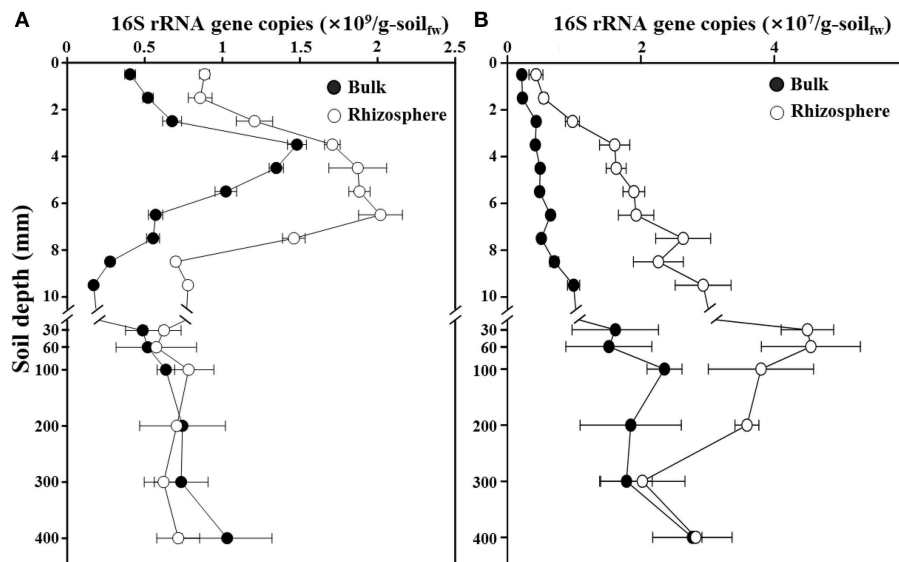 A
16S rRNA gene copies (×10⁹/g-soil_fw)
0 0.5 1 1.5 2 2.5
Bulk
Rhizosphere
Soil depth (mm)
0
2
4
6
8
10
30
60
100
200
300
400
B
16S rRNA gene copies (×10⁷/g-soil_fw)
0 2 4
Bulk
Rhizosphere
0
2
4
6
8
10
30
60
100
200
300
400